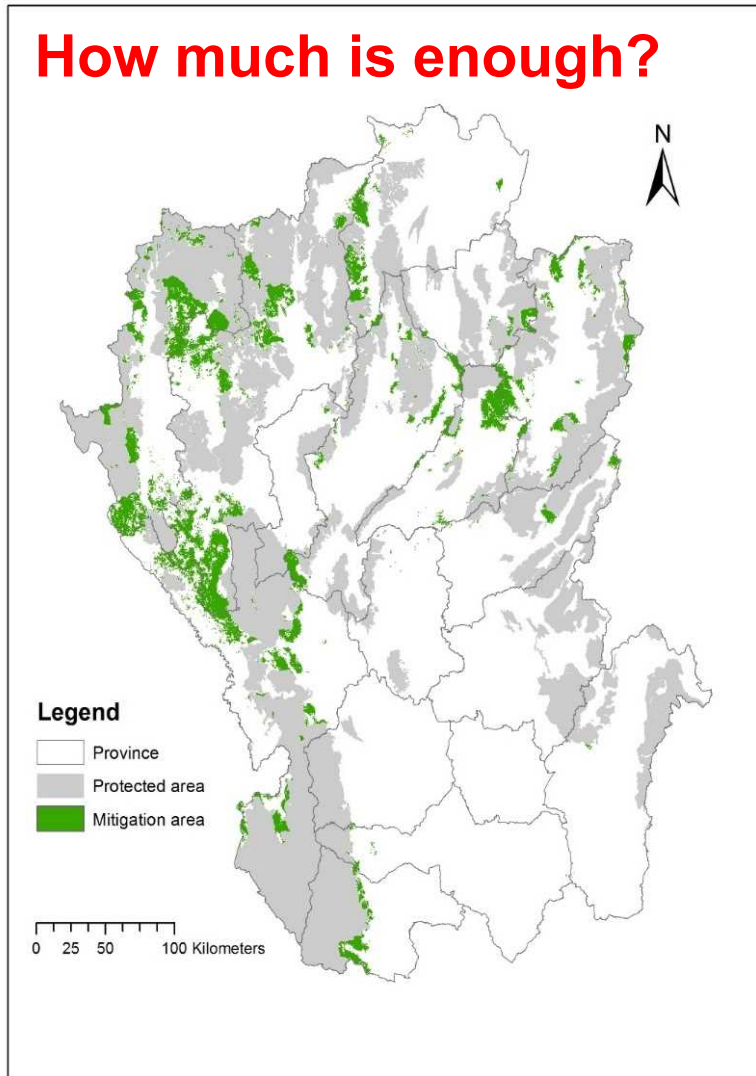 How much is enough?
N
Legend
Province
Protected area
Mitigation area
0 25 50 100 Kilometers